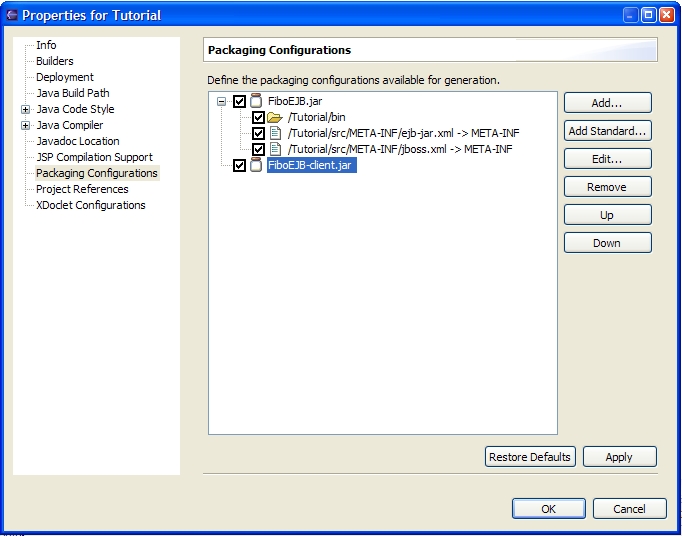 Properties for Tutorial
Info
Builders
Deployment
Java Build Path
Java Code Style
Java Compiler
Javadoc Location
JSP Compilation Support
Packaging Configurations
Project References
XDoclet Configurations
Packaging Configurations
Define the packaging configurations available for generation.
FiboEJB.jar
/Tutorial/bin
/Tutorial/src/META-INF/ejb-jar.xml -> META-INF
/Tutorial/src/META-INF/jboss.xml -> META-INF
FiboEJB-client.jar
Add...
Add Standard...
Edit...
Remove
Up
Down
Restore Defaults
Apply
OK
Cancel